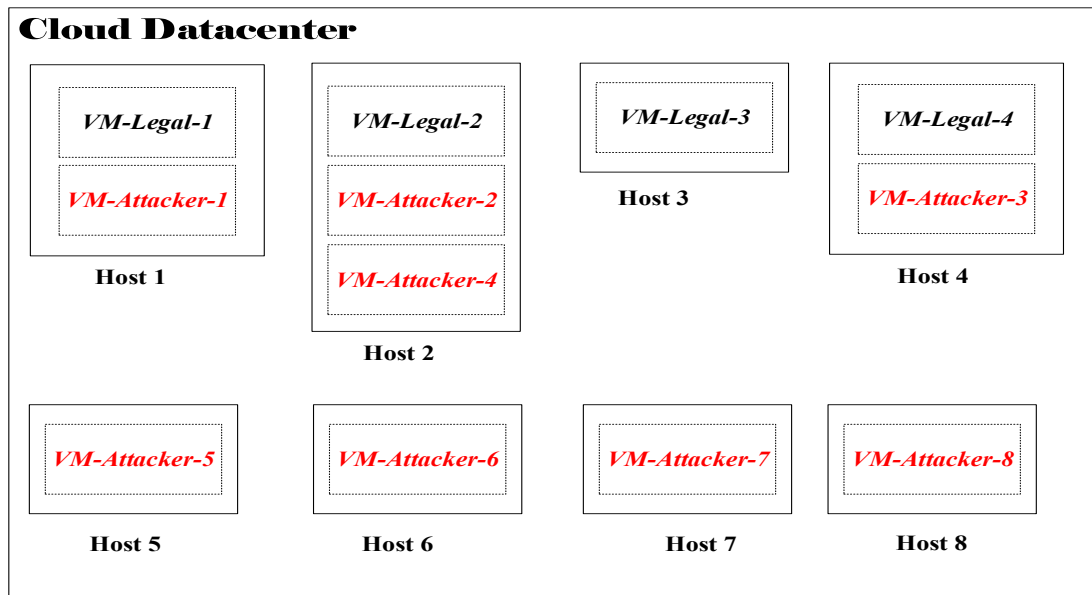 Cloud Datacenter
VM-Legal-1
VM-Attacker-1
Host 1
VM-Legal-2
VM-Attacker-2
VM-Attacker-4
Host 2
VM-Legal-3
Host 3
VM-Legal-4
VM-Attacker-3
Host 4
VM-Attacker-5
Host 5
VM-Attacker-6
Host 6
VM-Attacker-7
Host 7
VM-Attacker-8
Host 8